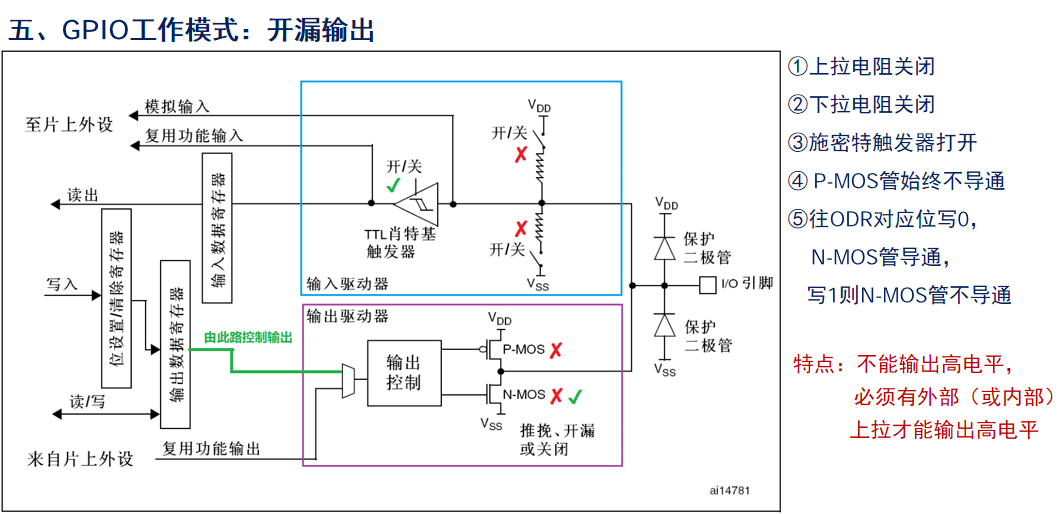 五、GPIO工作模式：开漏输出
至片上外设
模拟输入
复用功能输入
读出
输入数据寄存器
位设置/清除寄存器
输出数据寄存器
写入
读/写
来自片上外设
复用功能输出
由此路控制输出
开/关
TTL肖特基
触发器
输入驱动器
VDD
开/关
开/关
VSS
输出驱动器
输出
控制
VDD
P-MOS
N-MOS
VSS
推挽、开漏
或关闭
VDD
保护
二极管
I/O 引脚
保护
二极管
VSS
ai14781
①上拉电阻关闭
②下拉电阻关闭
③施密特触发器打开
④ P-MOS管始终不导通
⑤往ODR对应位写0，
N-MOS管导通，
写1则N-MOS管不导通
特点：不能输出高电平，
必须有外部（或内部）
上拉才能输出高电平